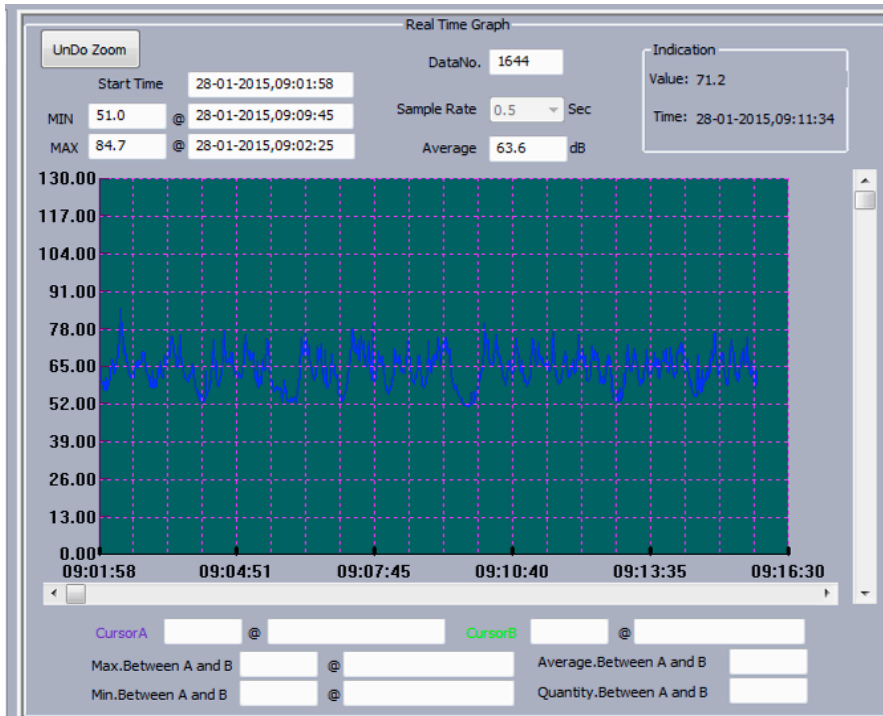 Real Time Graph
UnDo Zoom
DataNo. 1644
Indication
Value: 71.2
Time: 28-01-2015,09:11:34
Start Time 28-01-2015,09:01:58
MIN 51.0 @ 28-01-2015,09:09:45
MAX 84.7 @ 28-01-2015,09:02:25
Sample Rate 0.5 Sec
Average 63.6 dB
130.00
117.00
104.00
91.00
78.00
65.00
52.00
39.00
26.00
13.00
0.00
09:01:58 09:04:51 09:07:45 09:10:40 09:13:35 09:16:30
CursorA @ CursorB @
Max.Between A and B @ Average.Between A and B
Min.Between A and B @ Quantity.Between A and B